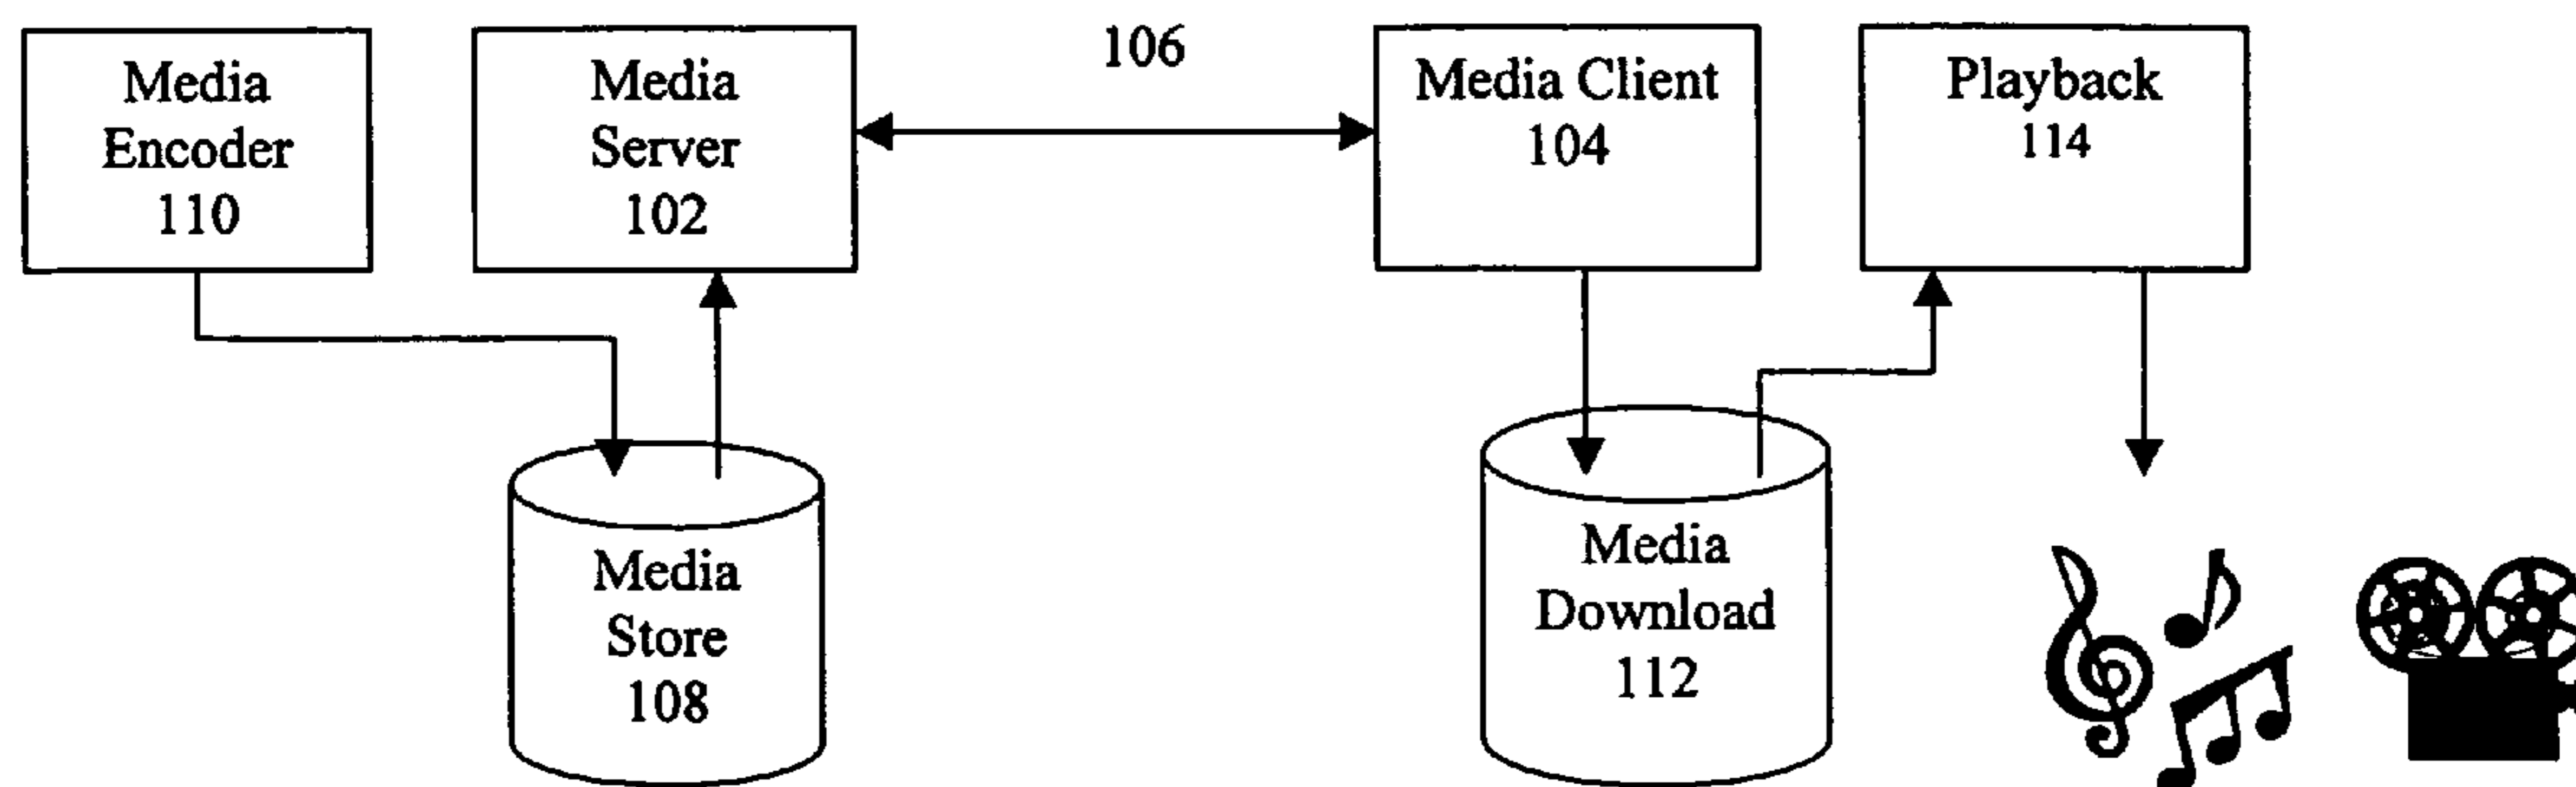 Media
Encoder
110
Media
Server
102
106
Media Client
104
Playback
114
Media
Store
108
Media
Download
112